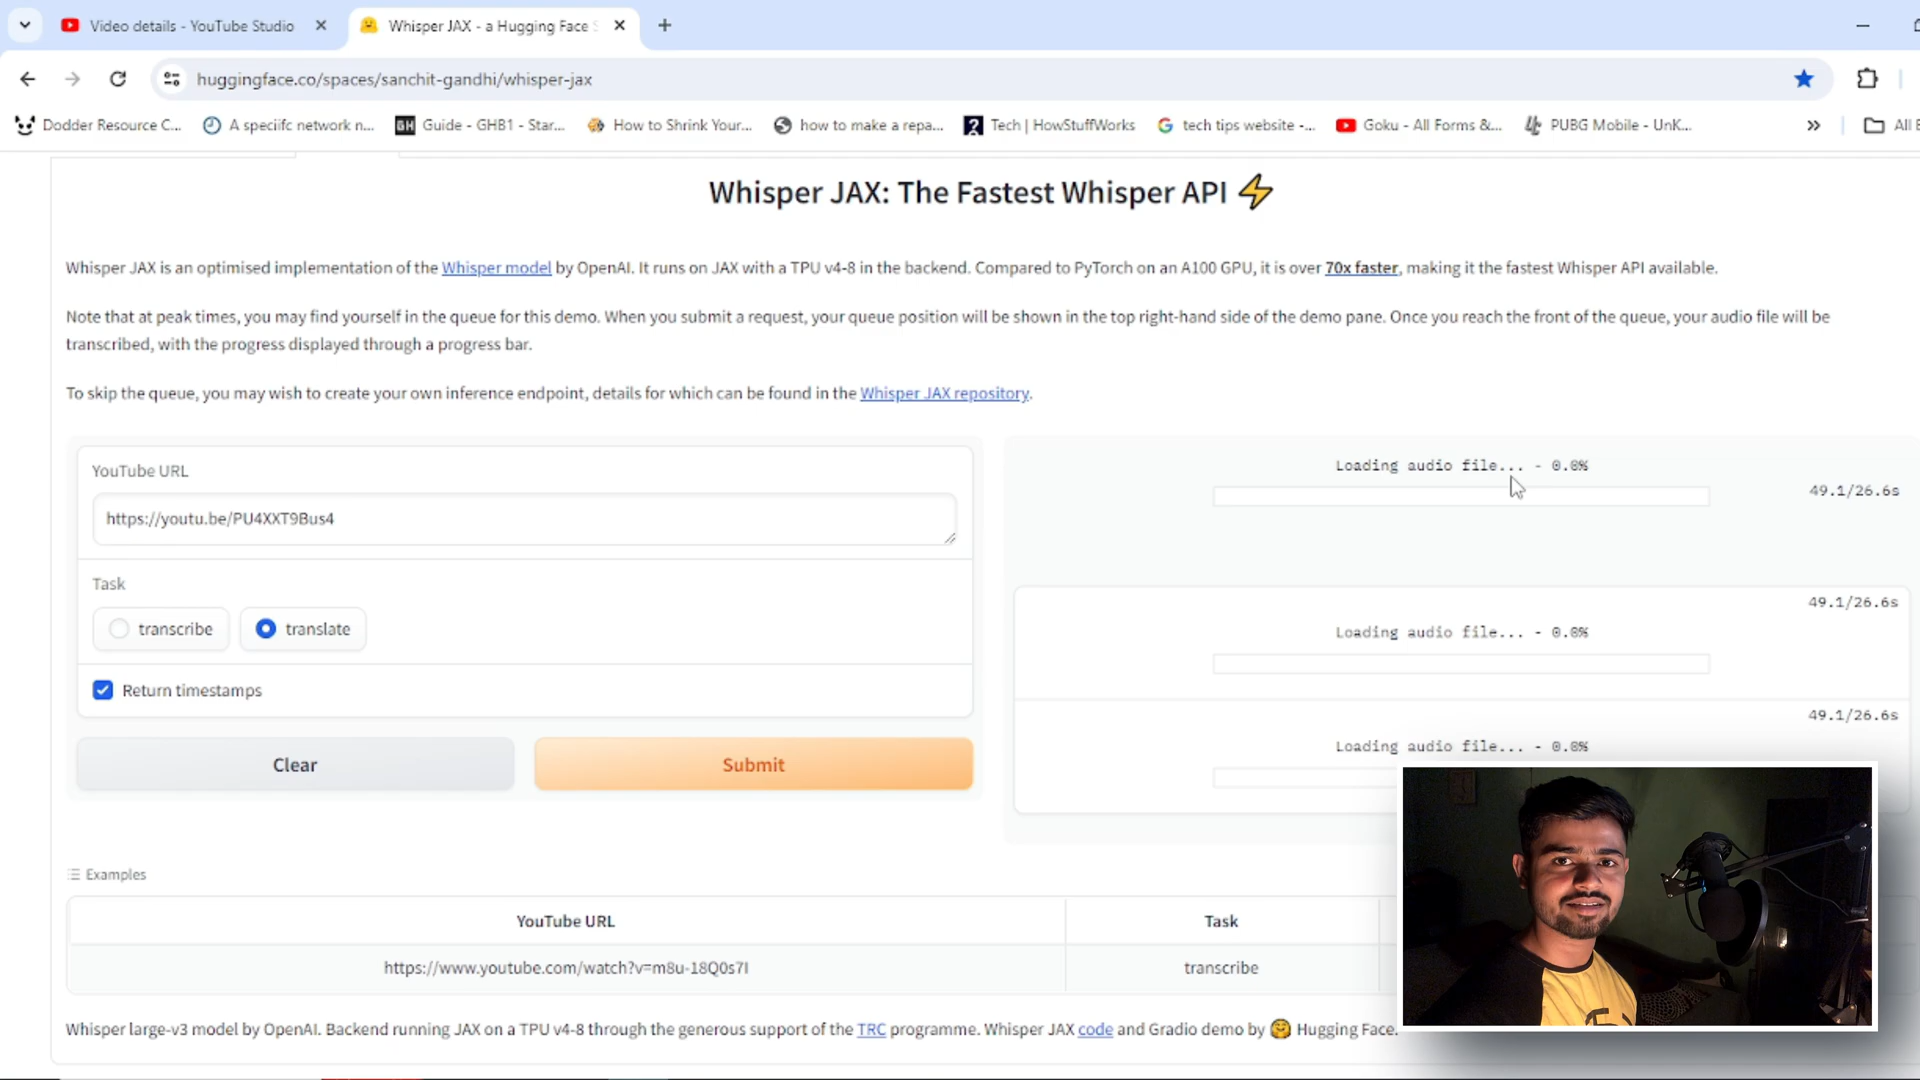 Video details - YouTube Studio
Whisper JAX - a Hugging Face
huggingface.co/spaces/sanchit-gandhi/whisper-jax
Dodder Resource C... A speciifc network n... GH Guide - GHB1 - Star... How to Shrink Your... how to make a repa... ? Tech | HowStuffWorks G tech tips website -... Goku - All Forms &... PUBG Mobile - UnK... » All
Whisper JAX: The Fastest Whisper API ⚡
Whisper JAX is an optimised implementation of the Whisper model by OpenAI. It runs on JAX with a TPU v4-8 in the backend. Compared to PyTorch on an A100 GPU, it is over 70x faster, making it the fastest Whisper API available.
Note that at peak times, you may find yourself in the queue for this demo. When you submit a request, your queue position will be shown in the top right-hand side of the demo pane. Once you reach the front of the queue, your audio file will be
transcribed, with the progress displayed through a progress bar.
To skip the queue, you may wish to create your own inference endpoint, details for which can be found in the Whisper JAX repository.
YouTube URL
https://youtu.be/PU4XXT9Bus4
Task
transcribe
translate
Return timestamps
Clear
Submit
Loading audio file... - 0.0%
49.1/26.6s
49.1/26.6s
Loading audio file... - 0.0%
49.1/26.6s
Loading audio file... - 0.0%
Examples
YouTube URL
Task
https://www.youtube.com/watch?v=m8u-18Q0s7I
transcribe
Whisper large-v3 model by OpenAI. Backend running JAX on a TPU v4-8 through the generous support of the TRC programme. Whisper JAX code and Gradio demo by 🤗 Hugging Face.